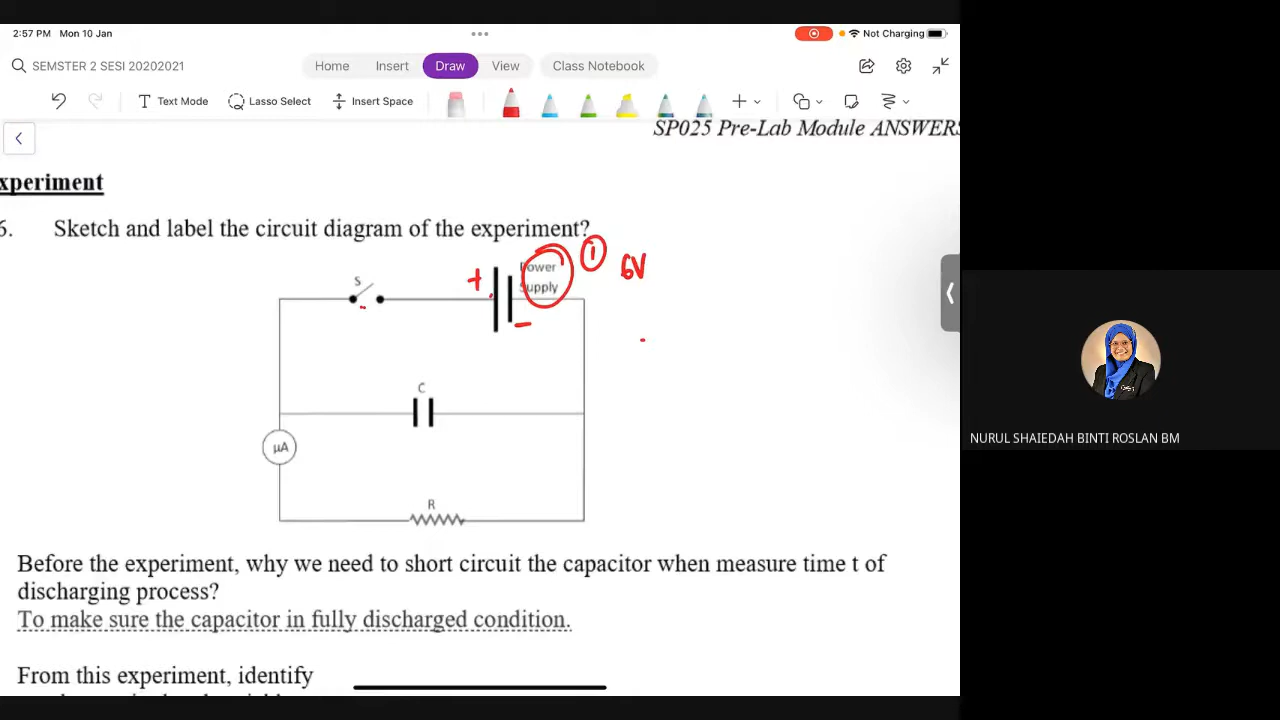 2:57 PM Mon 10 Jan
Not Charging
SEMSTER 2 SESI 20202021
Home Insert Draw View Class Notebook
Text Mode Lasso Select Insert Space
SP025 Pre-Lab Module ANSWERS
xperiment
6. Sketch and label the circuit diagram of the experiment?
S
+
Power
Supply
-
1
6V
C
µA
R
Before the experiment, why we need to short circuit the capacitor when measure time t of
discharging process?
To make sure the capacitor in fully discharged condition.
From this experiment, identify
NURUL SHAIEDAH BINTI ROSLAN BM